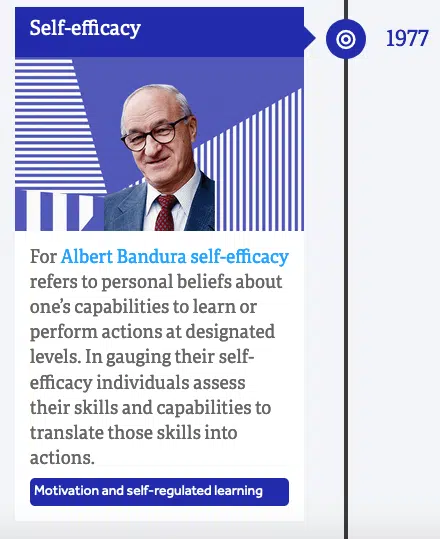 Self-efficacy
1977
For Albert Bandura self-efficacy
refers to personal beliefs about
one's capabilities to learn or
perform actions at designated
levels. In gauging their self-
efficacy individuals assess
their skills and capabilities to
translate those skills into
actions.
Motivation and self-regulated learning